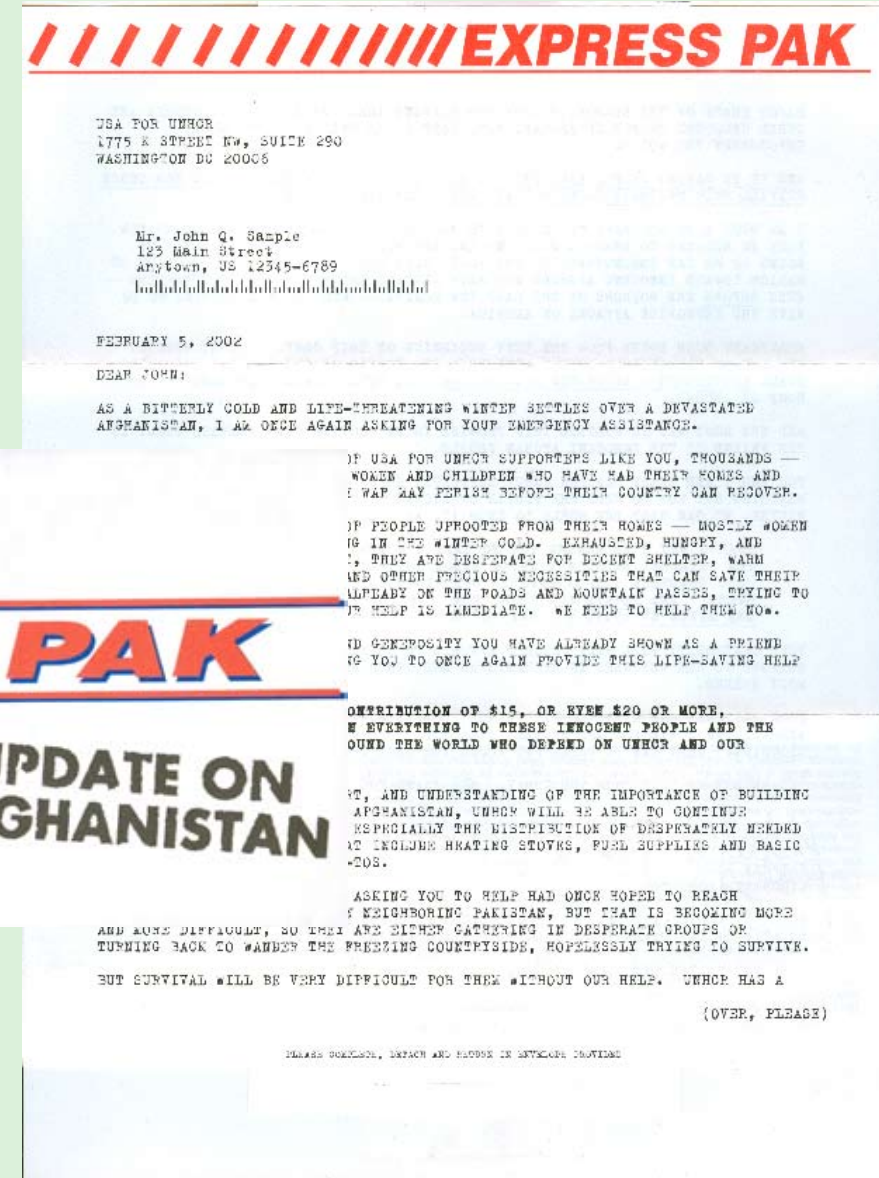 EXPRESS PAK
USA FOR UNHCR
1775 K STREET NW, SUITE 290
WASHINGTON DC 20006
Mr. John Q. Sample
123 Main Street
Anytown, US 12345-6789
FEBRUARY 5, 2002
DEAR JOHN:
AS A BITTERLY COLD AND LIFE-THREATENING WINTER SETTLES OVER A DEVASTATED
AFGHANISTAN, I AM ONCE AGAIN ASKING FOR YOUR EMERGENCY ASSISTANCE.
OF USA FOR UNHCR SUPPORTERS LIKE YOU, THOUSANDS —
WOMEN AND CHILDREN WHO HAVE HAD THEIR HOMES AND
WAR MAY PERISH BEFORE THEIR COUNTRY CAN RECOVER.
OF PEOPLE UPROOTED FROM THEIR HOMES — MOSTLY WOMEN
IN THE WINTER COLD. EXHAUSTED, HUNGRY, AND
THEY ARE DESPERATE FOR DECENT SHELTER, WARM
AND OTHER PRECIOUS NECESSITIES THAT CAN SAVE THEIR
ALREADY ON THE ROADS AND MOUNTAIN PASSES, TRYING TO
HELP IS IMMEDIATE. WE NEED TO HELP THEM NOW.
GENEROSITY YOU HAVE ALREADY SHOWN AS A FRIEND
YOU TO ONCE AGAIN PROVIDE THIS LIFE-SAVING HELP
ONTRIBUTION OF $15, OR EVEN $20 OR MORE,
EVERYTHING TO THESE INNOCENT PEOPLE AND THE
OUND THE WORLD WHO DEPEND ON UNHCR AND OUR
RT, AND UNDERSTANDING OF THE IMPORTANCE OF BUILDING
AFGHANISTAN, UNHCR WILL BE ABLE TO CONTINUE
ESPECIALLY THE DISTRIBUTION OF DESPERATELY NEEDED
AT INCLUDE HEATING STOVES, FUEL SUPPLIES AND BASIC
-TOS.
ASKING YOU TO HELP HAD ONCE HOPED TO REACH
NEIGHBORING PAKISTAN, BUT THAT IS BECOMING MORE
AND MORE DIFFICULT, SO THEY ARE EITHER GATHERING IN DESPERATE GROUPS OR
TURNING BACK TO WANDER THE FREEZING COUNTRYSIDE, HOPELESSLY TRYING TO SURVIVE.
BUT SURVIVAL WILL BE VERY DIFFICULT FOR THEM WITHOUT OUR HELP. UNHCR HAS A
(OVER, PLEASE)
PLEASE COMPLETE, DETACH AND RETURN IN ENVELOPE PROVIDED
PAK
PDATE ON
GHANISTAN